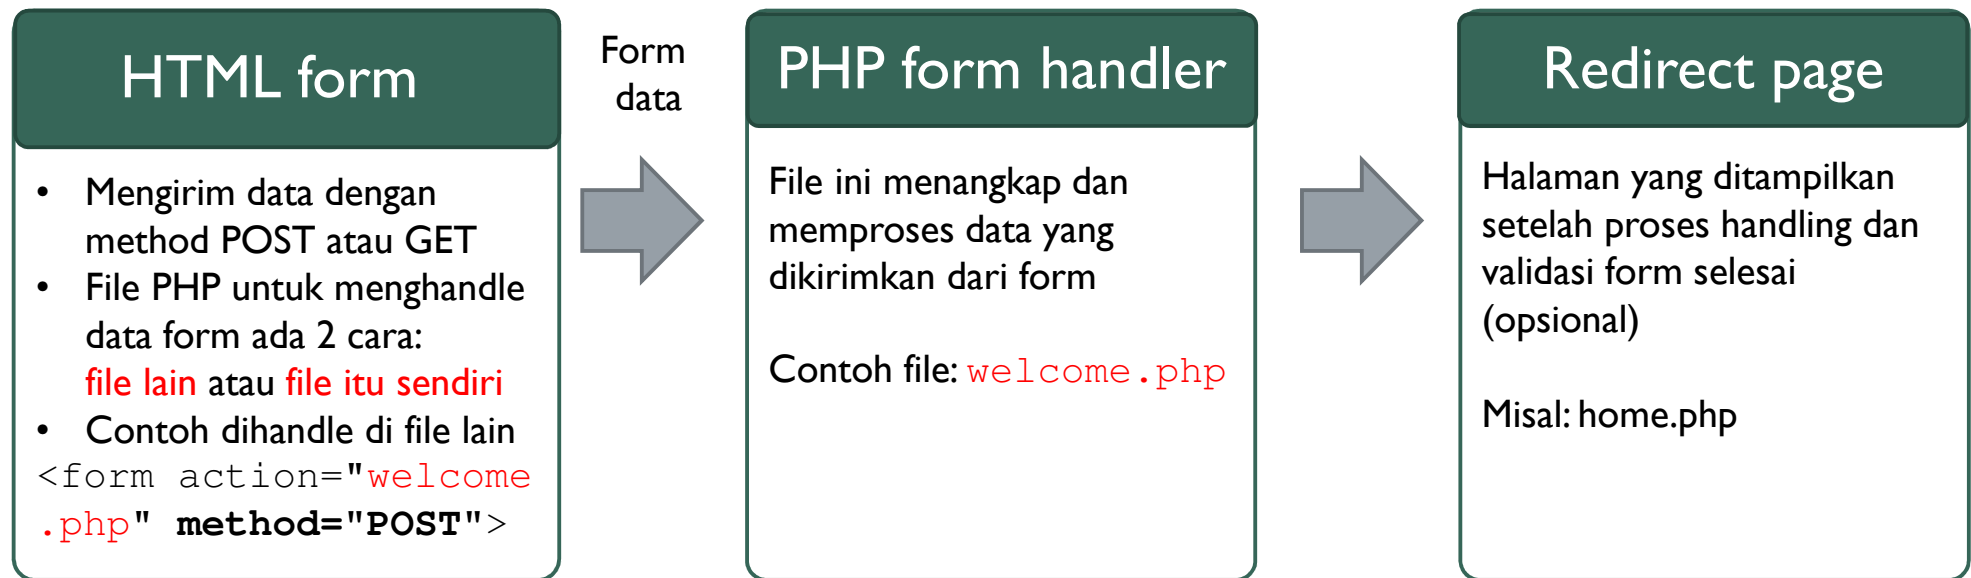 HTML form
• Mengirim data dengan
method POST atau GET
• File PHP untuk menghandle
data form ada 2 cara:
file lain atau file itu sendiri
• Contoh dihandle di file lain
<form action="welcome
.php" method="POST">
Form
data
PHP form handler
File ini menangkap dan
memproses data yang
dikirimkan dari form
Contoh file: welcome.php
Redirect page
Halaman yang ditampilkan
setelah proses handling dan
validasi form selesai
(opsional)
Misal: home.php